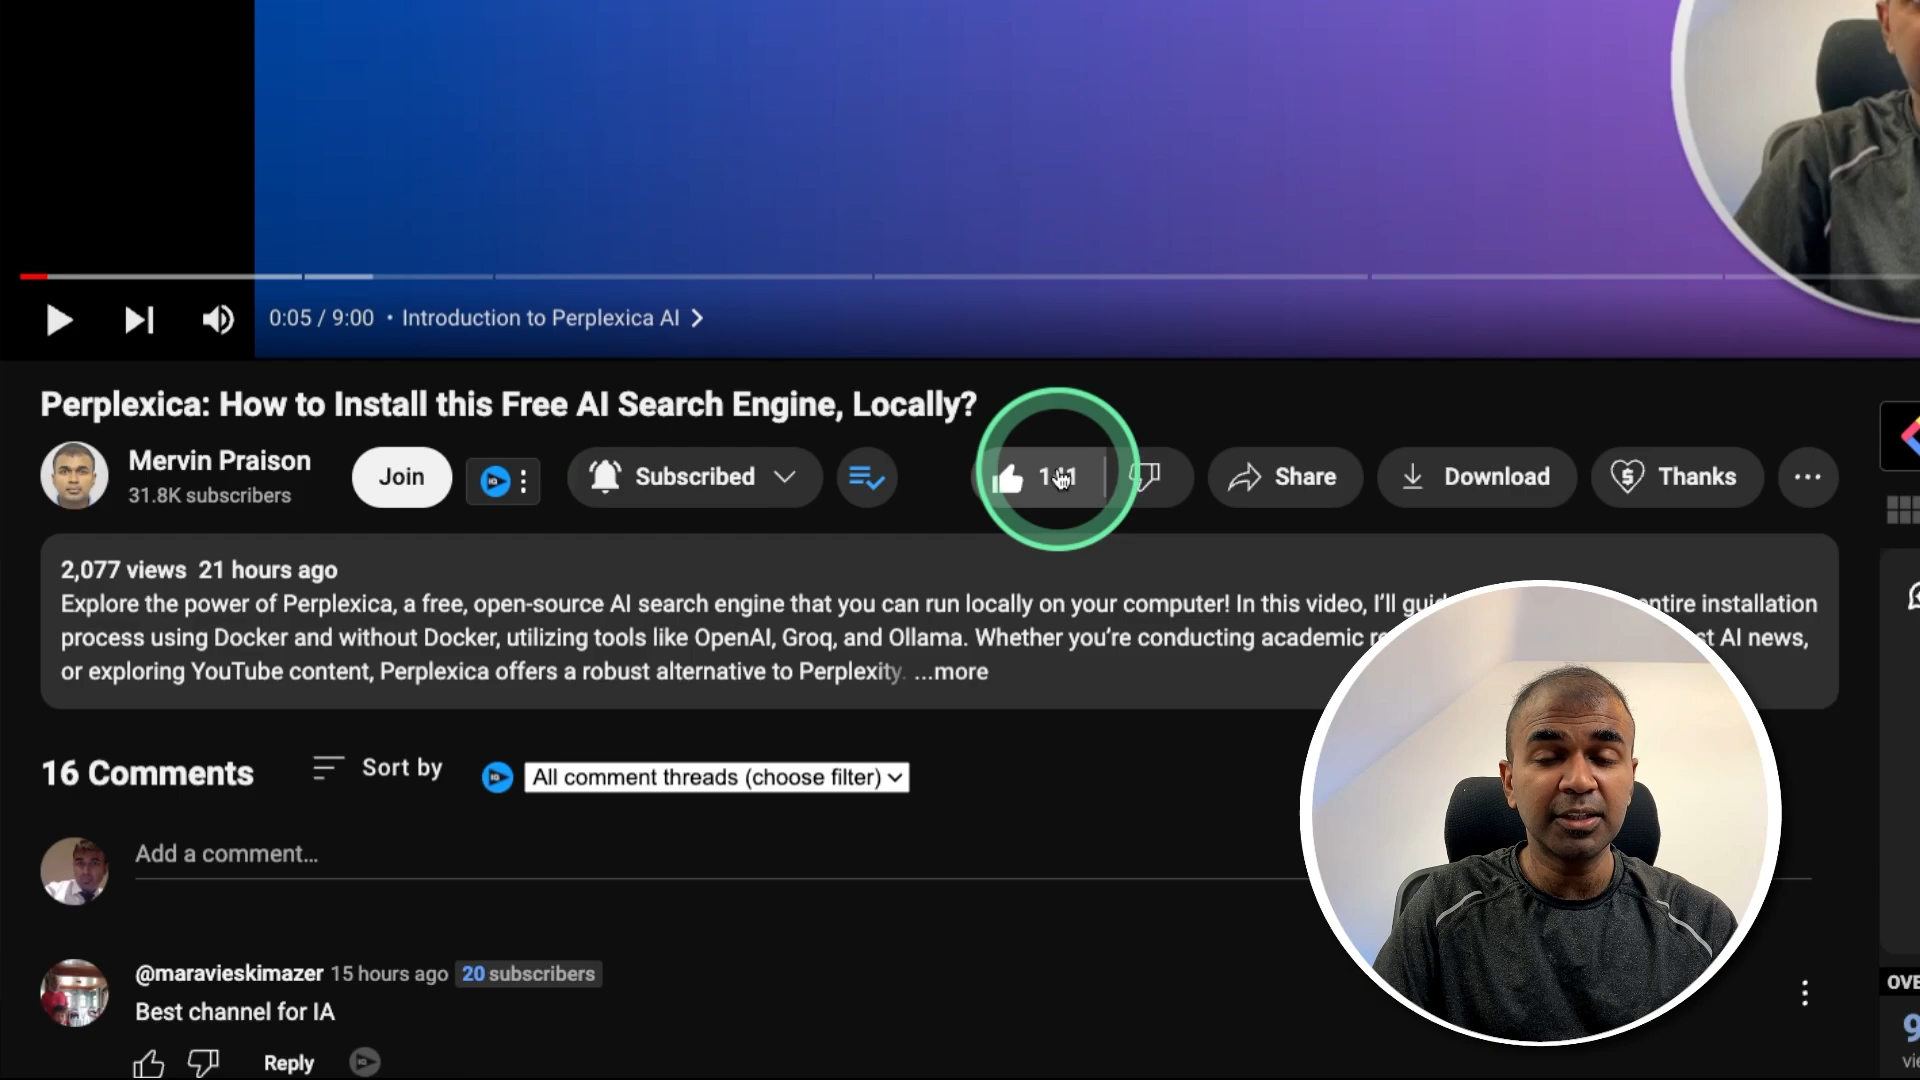 0:05 / 9:00 • Introduction to Perplexica AI
Perplexica: How to Install this Free AI Search Engine, Locally?
Mervin Praison
31.8K subscribers
Join
Subscribed
Share
Download
Thanks
2,077 views 21 hours ago
Explore the power of Perplexica, a free, open-source AI search engine that you can run locally on your computer! In this video, I'll installation
process using Docker and without Docker, utilizing tools like OpenAI, Groq, and Ollama. Whether you're conducting academic AI news,
or exploring YouTube content, Perplexica offers a robust alternative to Perplexity. ...more
16 Comments
Sort by
All comment threads (choose filter)
Add a comment...
@maravieskimazer 15 hours ago 20 subscribers
Best channel for IA
Reply